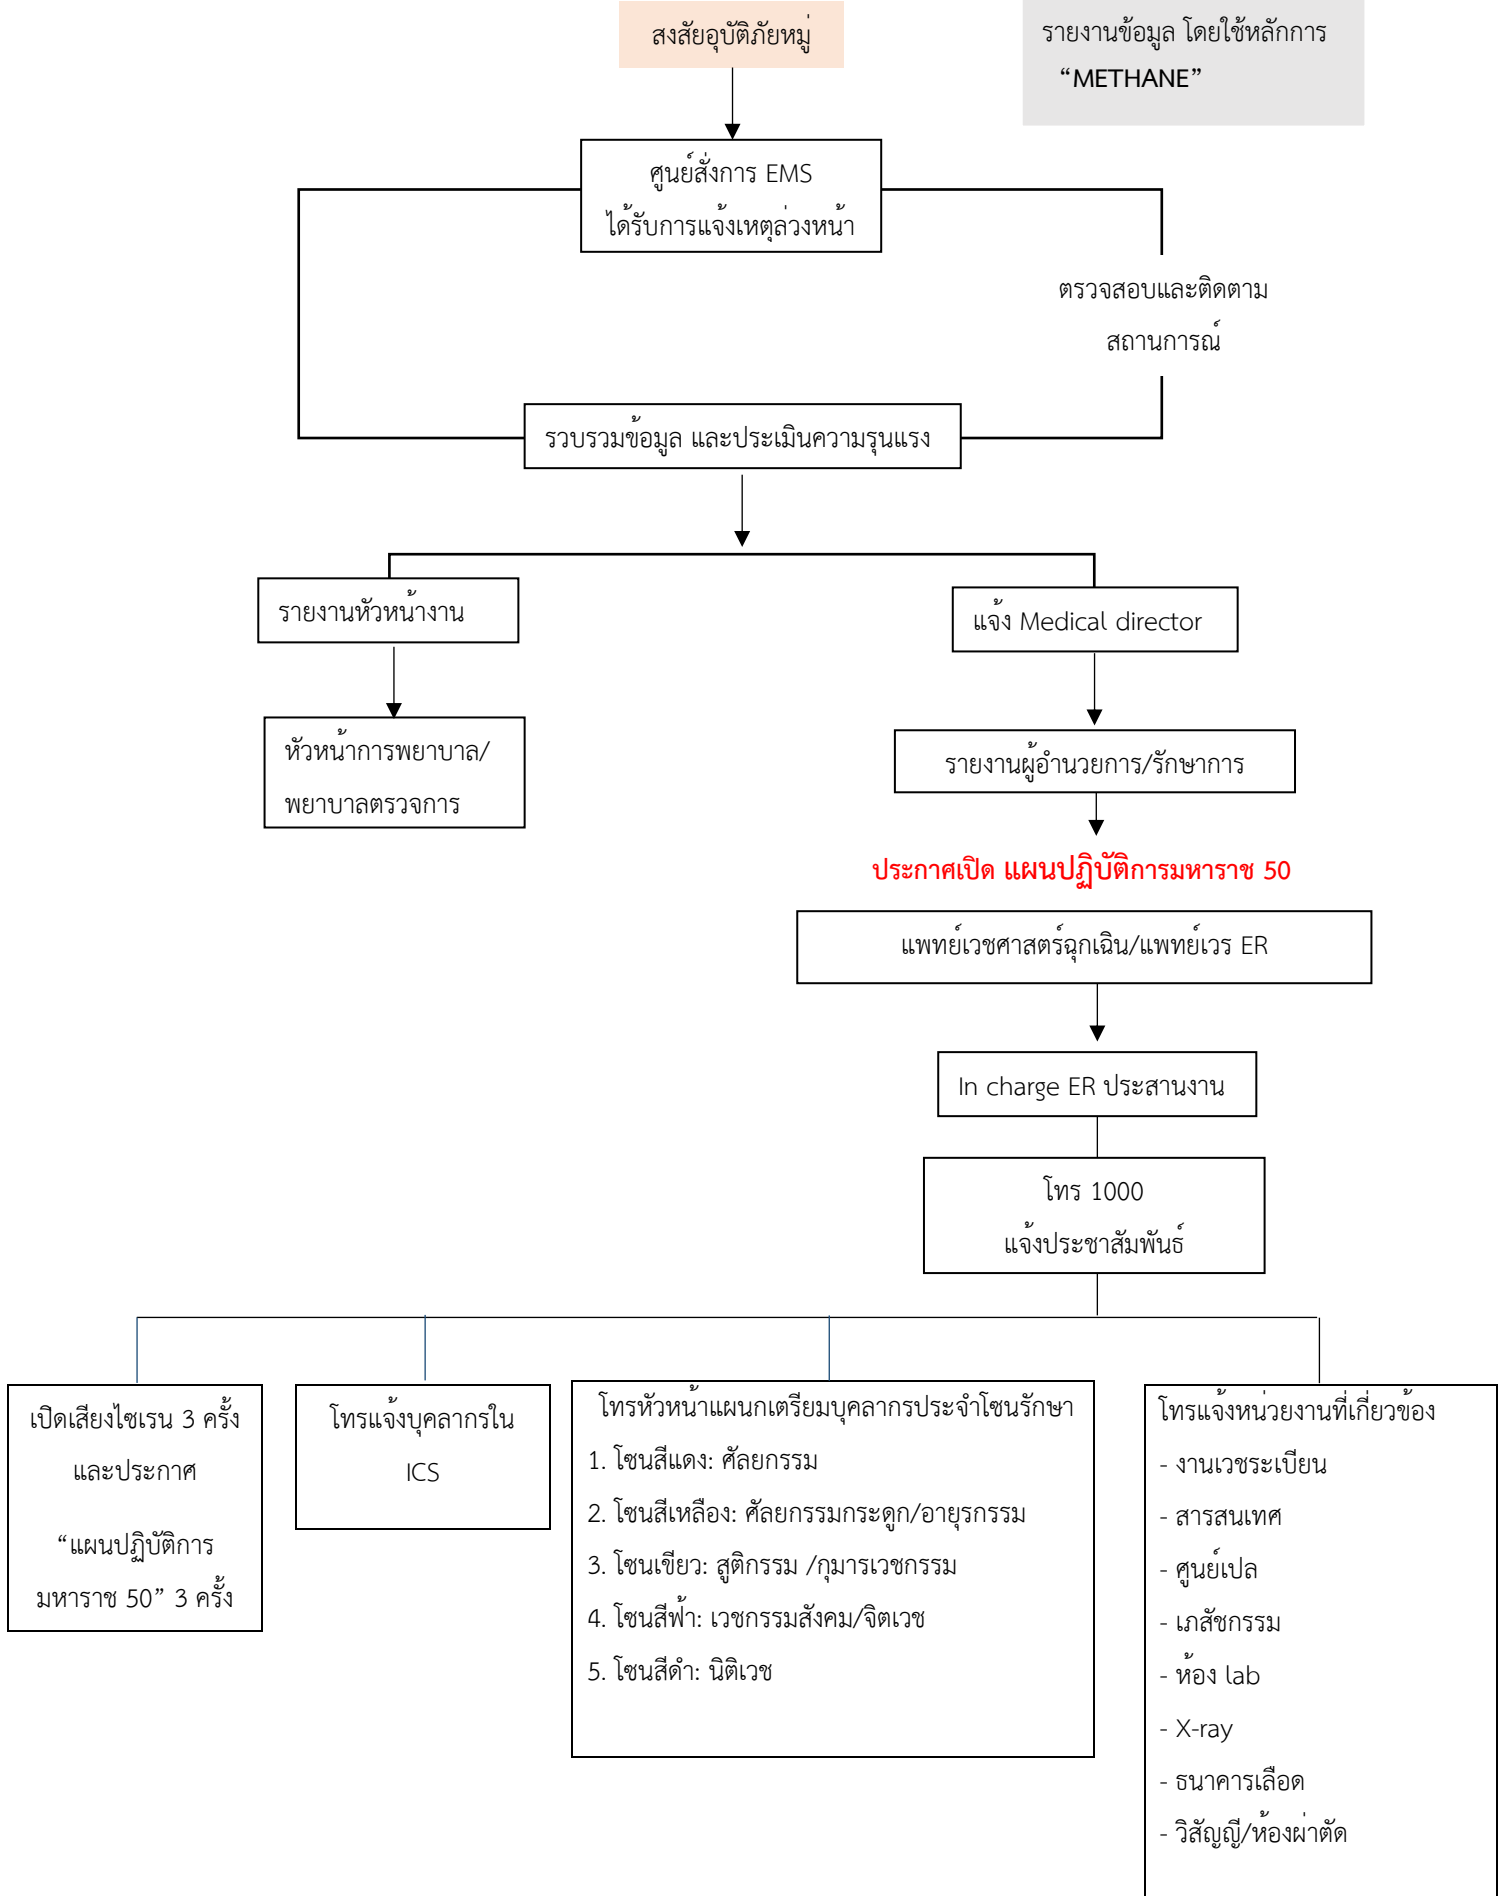 สงสัยอุบัติภัยหมู่
รายงานข้อมูล โดยใช้หลักการ
“METHANE”
ศูนย์สั่งการ EMS
ได้รับการแจ้งเหตุล่วงหน้า
ตรวจสอบและติดตาม
สถานการณ์
รวบรวมข้อมูล และประเมินความรุนแรง
รายงานหัวหน้างาน
แจ้ง Medical director
หัวหน้าการพยาบาล/
พยาบาลตรวจการ
รายงานผู้อำนวยการ/รักษาการ
ประกาศเปิด แผนปฏิบัติการมหาราช 50
แพทย์เวชศาสตร์ฉุกเฉิน/แพทย์เวร ER
In charge ER ประสานงาน
โทร 1000
แจ้งประชาสัมพันธ์
เปิดเสียงไซเรน 3 ครั้ง
และประกาศ
“แผนปฏิบัติการ
มหาราช 50” 3 ครั้ง
โทรแจ้งบุคลากรใน
ICS
โทรหัวหน้าแผนกเตรียมบุคลากรประจำโซนรักษา
1. โซนสีแดง: ศัลยกรรม
2. โซนสีเหลือง: ศัลยกรรมกระดูก/อายุรกรรม
3. โซนเขียว: สูติกรรม /กุมารเวชกรรม
4. โซนสีฟ้า: เวชกรรมสังคม/จิตเวช
5. โซนสีดำ: นิติเวช
โทรแจ้งหน่วยงานที่เกี่ยวข้อง
- งานเวชระเบียน
- สารสนเทศ
- ศูนย์เปล
- เภสัชกรรม
- ห้อง lab
- X-ray
- ธนาคารเลือด
- วิสัญญี/ห้องผ่าตัด